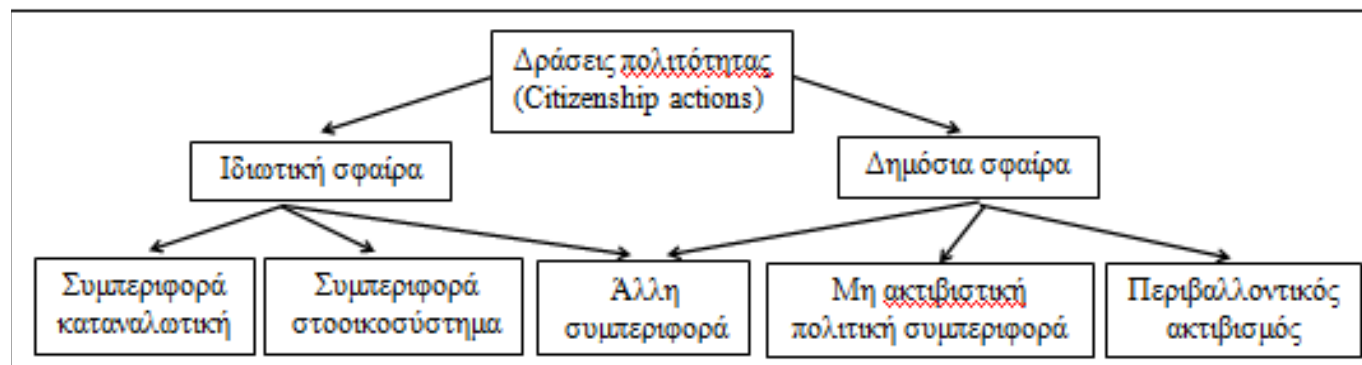 Δράσεις πολιτότητας
(Citizenship actions)
Ιδιωτική σφαίρα
Δημόσια σφαίρα
Συμπεριφορά
καταναλωτική
Συμπεριφορά
στοοικοσύστημα
Άλλη
συμπεριφορά
Μη ακτιβιστική
πολιτική συμπεριφορά
Περιβαλλοντικός
ακτιβισμός